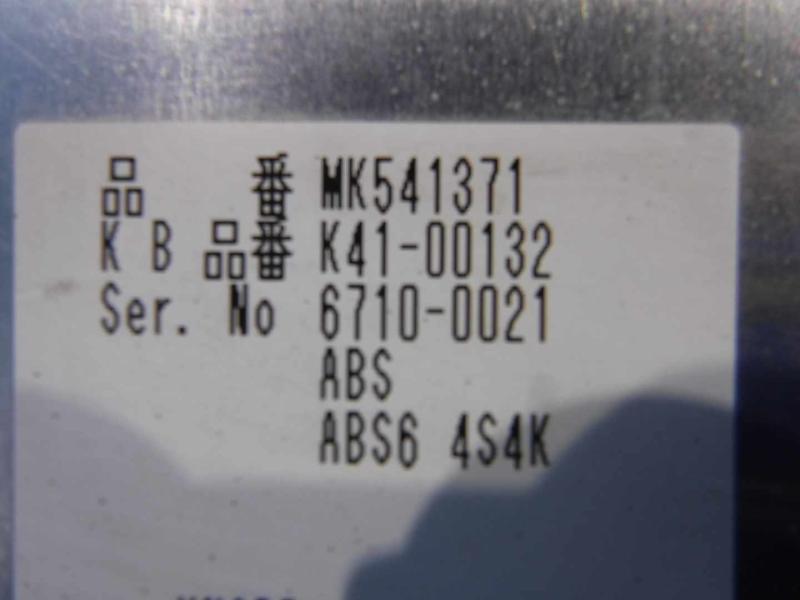 品 番 MK541371
K B 品番 K41-00132
Ser. No 6710-0021
ABS
ABS6 4S4K